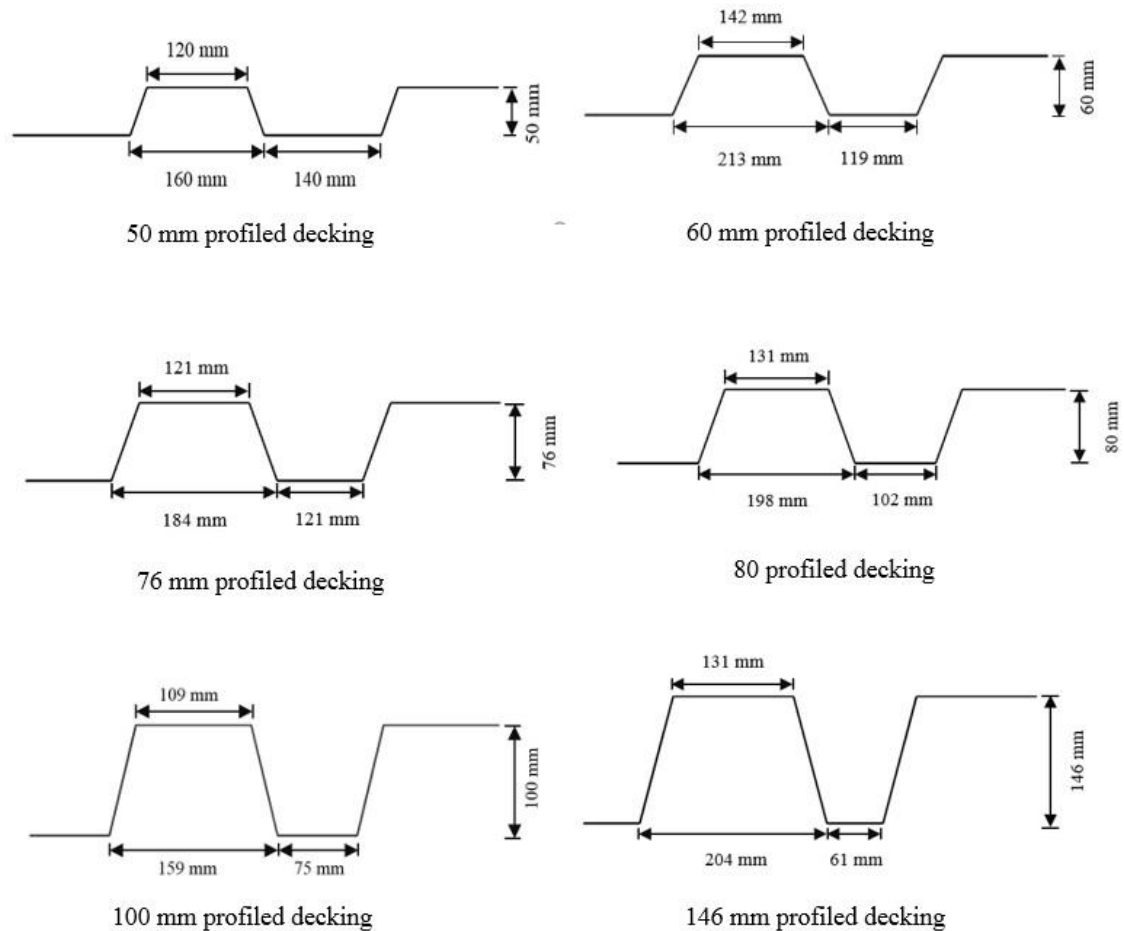 120 mm
50 mm
160 mm
140 mm
50 mm profiled decking
142 mm
60 mm
213 mm
119 mm
60 mm profiled decking
121 mm
76 mm
184 mm
121 mm
76 mm profiled decking
131 mm
80 mm
198 mm
102 mm
80 profiled decking
109 mm
100 mm
159 mm
75 mm
100 mm profiled decking
131 mm
146 mm
204 mm
61 mm
146 mm profiled decking